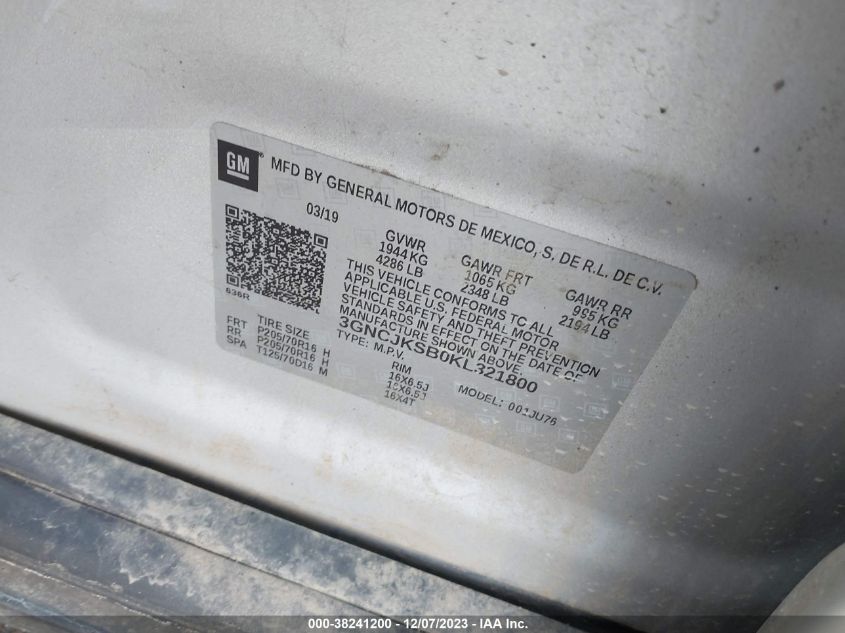 GM
MFD BY GENERAL MOTORS DE MEXICO, S. DE R.L. DE C.V.
03/19
GVWR
1944 KG
4286 LB
GAWR FRT
1065 KG
2348 LB
GAWR RR
995 KG
2194 LB
THIS VEHICLE CONFORMS TO ALL
APPLICABLE U.S. FEDERAL MOTOR
VEHICLE SAFETY AND THEFT PREVENTION
STANDARDS IN EFFECT ON THE DATE OF
MANUFACTURE SHOWN ABOVE.
3GNCJKSB0KL321800
TYPE: M.P.V.
MODEL: 001JU76
636R
TIRE SIZE
RIM
FRT P205/70R16 H 16X6.5J
RR P205/70R16 H 16X6.5J
SPA T125/70D16 M 16X4T
000-38241200 - 12/07/2023 - IAA Inc.